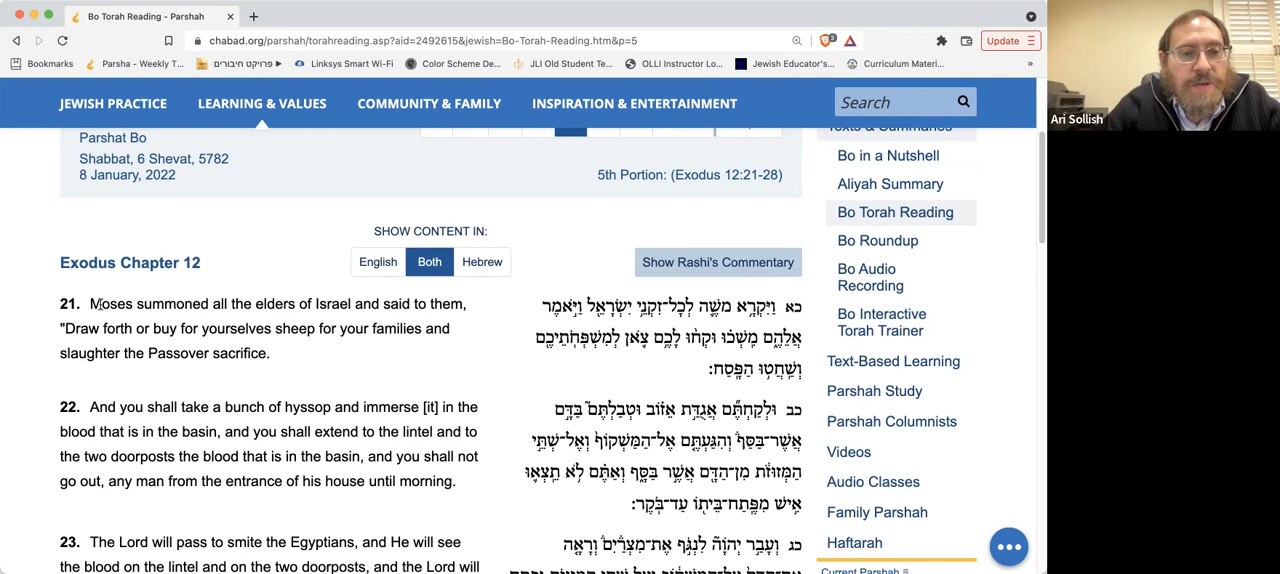 Bo Torah Reading - Parshah
chabad.org/parshah/torahreading.asp?aid=2492615&jewish=Bo-Torah-Reading.htm&p=5
3
Update
Bookmarks
Parsha - Weekly T...
פרויקט חיבורים
Linksys Smart Wi-Fi
Color Scheme De...
JLI Old Student Te...
OLLI Instructor Lo...
Jewish Educator's...
Curriculum Materi...
»
JEWISH PRACTICE
LEARNING & VALUES
COMMUNITY & FAMILY
INSPIRATION & ENTERTAINMENT
Search
Ari Sollish
Parshat Bo
Shabbat, 6 Shevat, 5782
8 January, 2022
5th Portion: (Exodus 12:21-28)
SHOW CONTENT IN:
English
Both
Hebrew
Exodus Chapter 12
Show Rashi's Commentary
21. Moses summoned all the elders of Israel and said to them,
"Draw forth or buy for yourselves sheep for your families and
slaughter the Passover sacrifice.
כא וַיִּקְרָ֥א משֶׁ֛ה לְכָל־זִקְנֵ֥י יִשְׂרָאֵ֖ל וַיֹּ֣אמֶר
אֲלֵהֶ֑ם מִֽשְׁכ֗וּ וּקְח֨וּ לָכֶ֥ם צֹ֛אן לְמִשְׁפְּחֹֽתֵיכֶ֖ם
וְשַֽׁחֲט֥וּ הַפָּֽסַח:
22. And you shall take a bunch of hyssop and immerse [it] in the
blood that is in the basin, and you shall extend to the lintel and to
the two doorposts the blood that is in the basin, and you shall not
go out, any man from the entrance of his house until morning.
כב וּלְקַחְתֶּ֞ם אֲגֻדַּ֣ת אֵז֗וֹב וּטְבַלְתֶּם֘ בַּדָּ֣ם
אֲשֶׁר־בַּסַּף֒ וְהִגַּעְתֶּ֤ם אֶל־הַמַּשְׁקוֹף֙ וְאֶל־שְׁתֵּ֣י
הַמְּזוּזֹ֔ת מִן־הַדָּ֖ם אֲשֶׁ֣ר בַּסָּ֑ף וְאַתֶּ֗ם לֹ֥א תֵֽצְא֛וּ
אִ֥ישׁ מִפֶּֽתַח־בֵּית֖וֹ עַד־בֹּֽקֶר:
23. The Lord will pass to smite the Egyptians, and He will see
the blood on the lintel and on the two doorposts, and the Lord will
כג וְעָבַ֣ר יְהֹוָה֘ לִנְגֹּ֣ף אֶת־מִצְרַ֒יִם֒ וְרָאָ֤ה
Texts & Summaries
Bo in a Nutshell
Aliyah Summary
Bo Torah Reading
Bo Roundup
Bo Audio
Recording
Bo Interactive
Torah Trainer
Text-Based Learning
Parshah Study
Parshah Columnists
Videos
Audio Classes
Family Parshah
Haftarah
Current Parshah